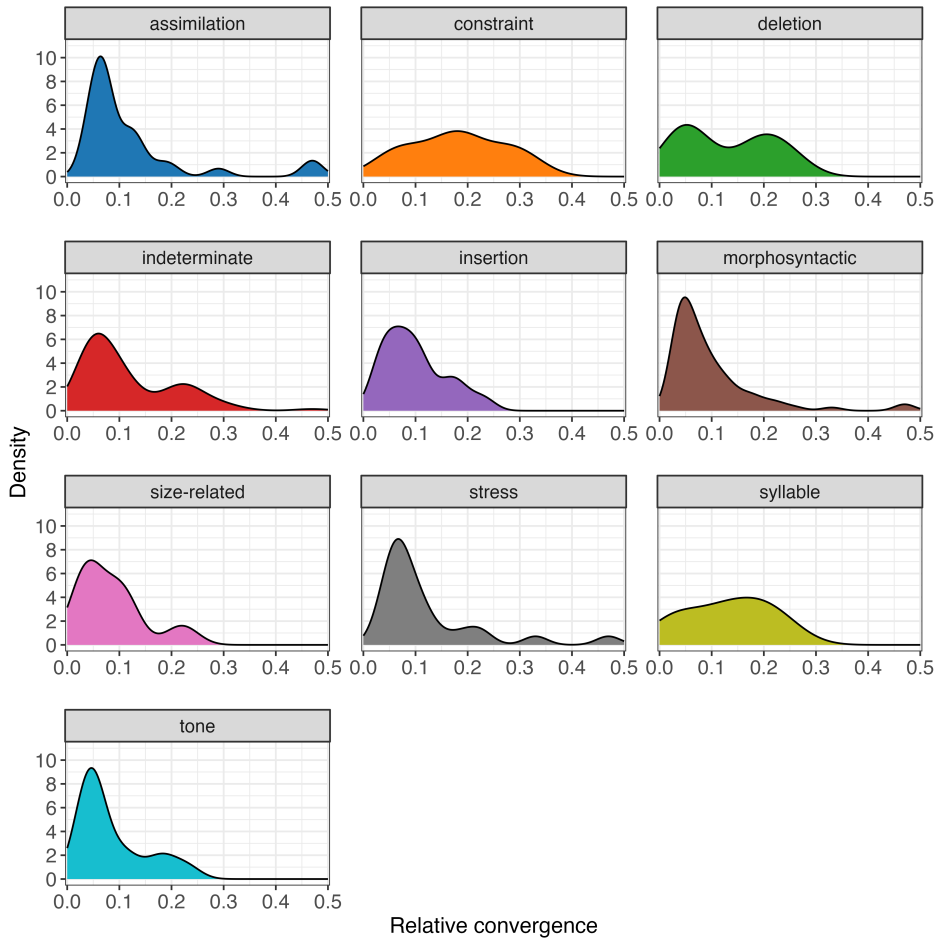 assimilation constraint deletion
10
8
6
4
2
0
0.0 0.1 0.2 0.3 0.4 0.5 0.0 0.1 0.2 0.3 0.4 0.5 0.0 0.1 0.2 0.3 0.4 0.5
indeterminate insertion morphosyntactic
10
8
6
4
2
0
0.0 0.1 0.2 0.3 0.4 0.5 0.0 0.1 0.2 0.3 0.4 0.5 0.0 0.1 0.2 0.3 0.4 0.5
Density
size-related stress syllable
10
8
6
4
2
0
0.0 0.1 0.2 0.3 0.4 0.5 0.0 0.1 0.2 0.3 0.4 0.5 0.0 0.1 0.2 0.3 0.4 0.5
tone
10
8
6
4
2
0
0.0 0.1 0.2 0.3 0.4 0.5
Relative convergence